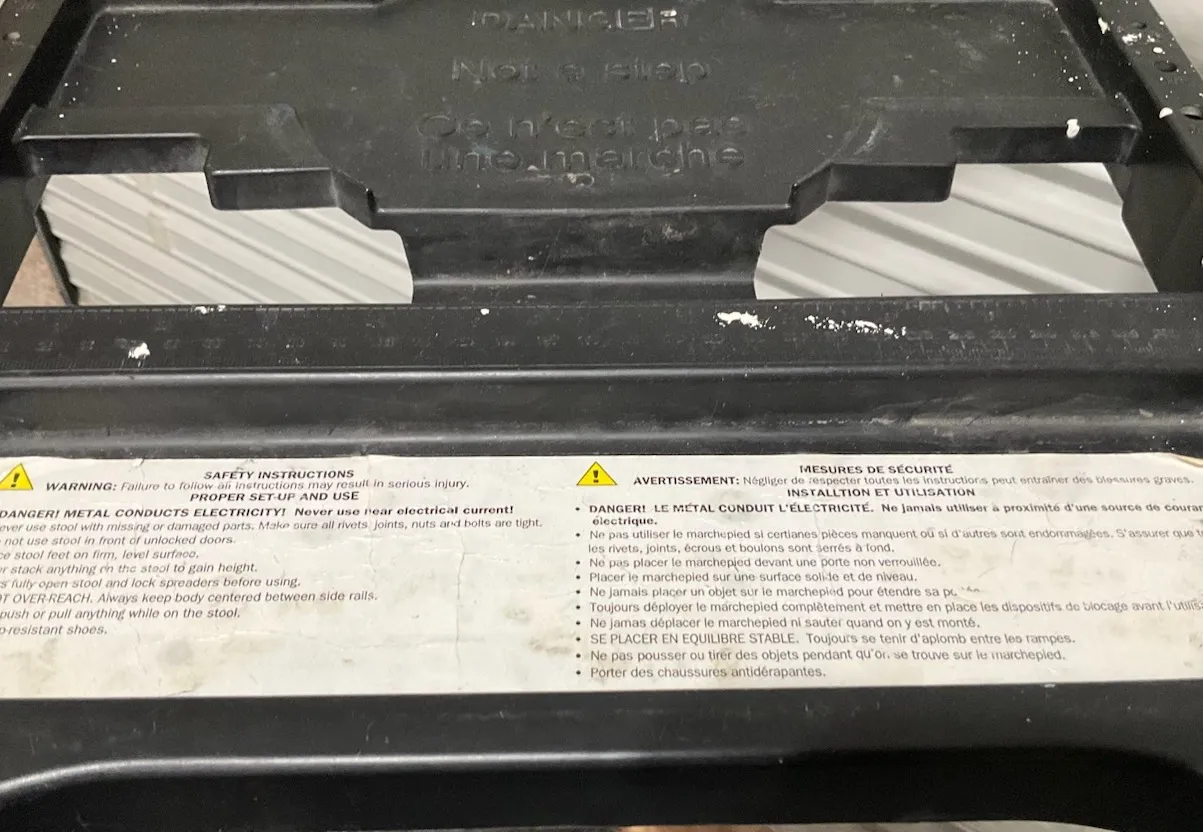 DANGER
Not a step
Ce n'est pas
une marche
SAFETY INSTRUCTIONS
WARNING: Failure to follow all instructions may result in serious injury.
PROPER SET-UP AND USE
DANGER! METAL CONDUCTS ELECTRICITY! Never use near electrical current!
ever use stool with missing or damaged parts. Make sure all rivets, joints, nuts and bolts are tight.
not use stool in front of unlocked doors.
ce stool feet on firm, level surface.
er stack anything on the stool to gain height.
s fully open stool and lock spreaders before using.
OT OVER-REACH. Always keep body centered between side rails.
push or pull anything while on the stool.
p-resistant shoes.
MESURES DE SÉCURITÉ
AVERTISSEMENT: Négliger de respecter toutes les instructions peut entraîner des blessures graves.
INSTALLTION ET UTILISATION
• DANGER! LE MÉTAL CONDUIT L'ÉLECTRICITÉ. Ne jamais utiliser à proximité d'une source de couran
électrique.
• Ne pas utiliser le marchepied si certianes pièces manquent où si d'autres sont endommagées. S'assurer que t
les rivets, joints, écrous et boulons sont serrés à fond.
• Ne pas placer le marchepied devant une porte non verrouillée.
• Placer le marchepied sur une surface solide et de niveau.
• Ne jamais placer un objet sur le marchepied pour étendre sa
• Toujours déployer le marchepied complètement et mettre en place les dispositifs de blocage avant l'utilis
• Ne jamas déplacer le marchepied ni sauter quand on y est monté.
• SE PLACER EN EQUILIBRE STABLE. Toujours se tenir d'aplomb entre les rampes.
• Ne pas pousser ou tirer des objets pendant qu'on se trouve sur le marchepied.
• Porter des chaussures antidérapantes.